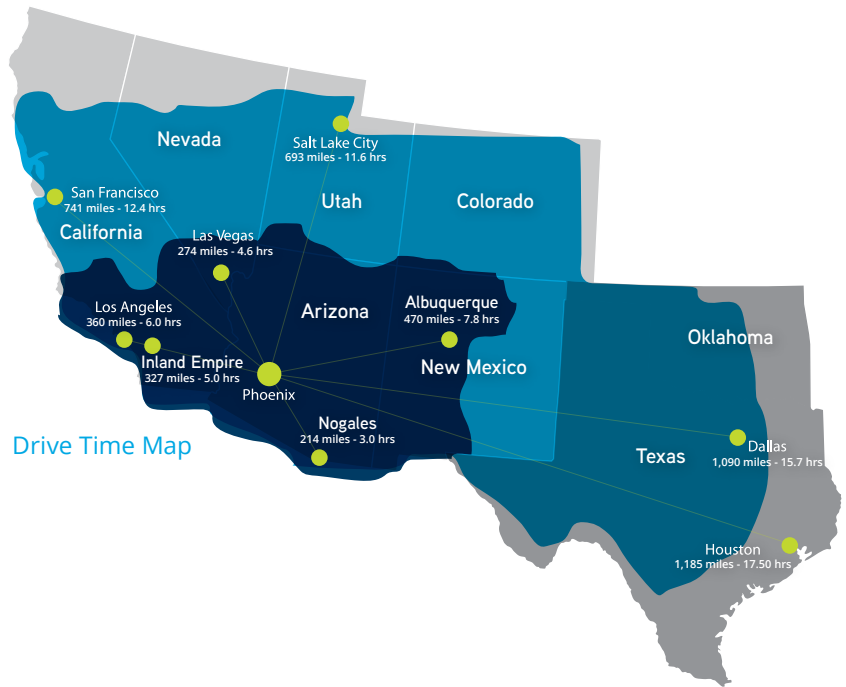 Nevada
Salt Lake City
693 miles - 11.6 hrs
San Francisco
741 miles - 12.4 hrs
Utah
Colorado
California
Las Vegas
274 miles - 4.6 hrs
Los Angeles
360 miles - 6.0 hrs
Arizona
Albuquerque
470 miles - 7.8 hrs
Oklahoma
Inland Empire
327 miles - 5.0 hrs
New Mexico
Phoenix
Nogales
214 miles - 3.0 hrs
Drive Time Map
Texas
Dallas
1,090 miles - 15.7 hrs
Houston
1,185 miles - 17.50 hrs